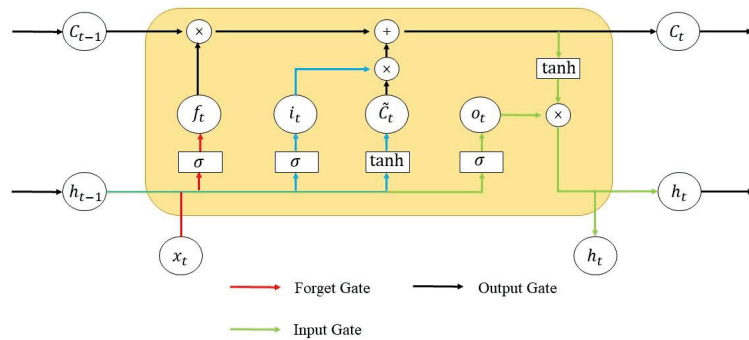 C_{t-1} × + C_t
× tanh
f_t i_t C̃_t o_t ×
σ σ tanh σ
h_{t-1} h_t
x_t h_t
Forget Gate Output Gate
Input Gate